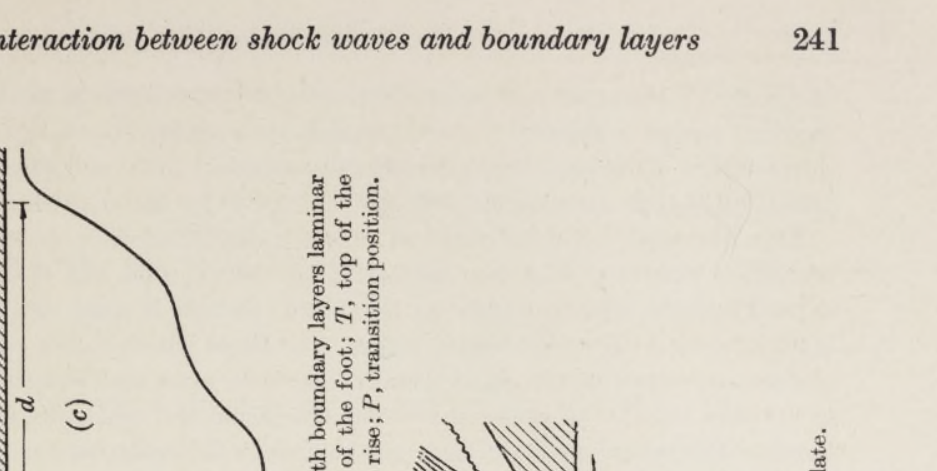 nteraction between shock waves and boundary layers 241
d
(c)
th boundary layers laminar
of the foot; T, top of the
rise; P, transition position.
late.